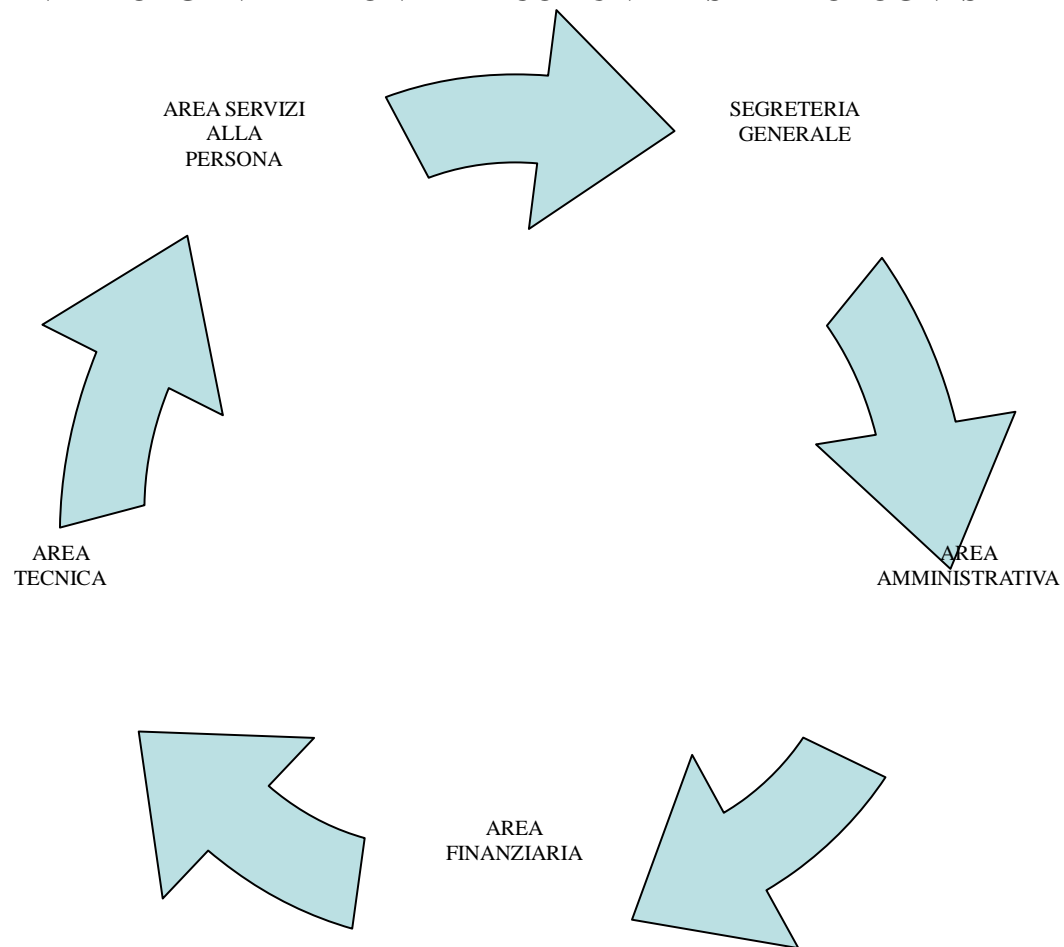 AREA SERVIZI
ALLA
PERSONA
SEGRETERIA
GENERALE
AREA
TECNICA
AREA
AMMINISTRATIVA
AREA
FINANZIARIA